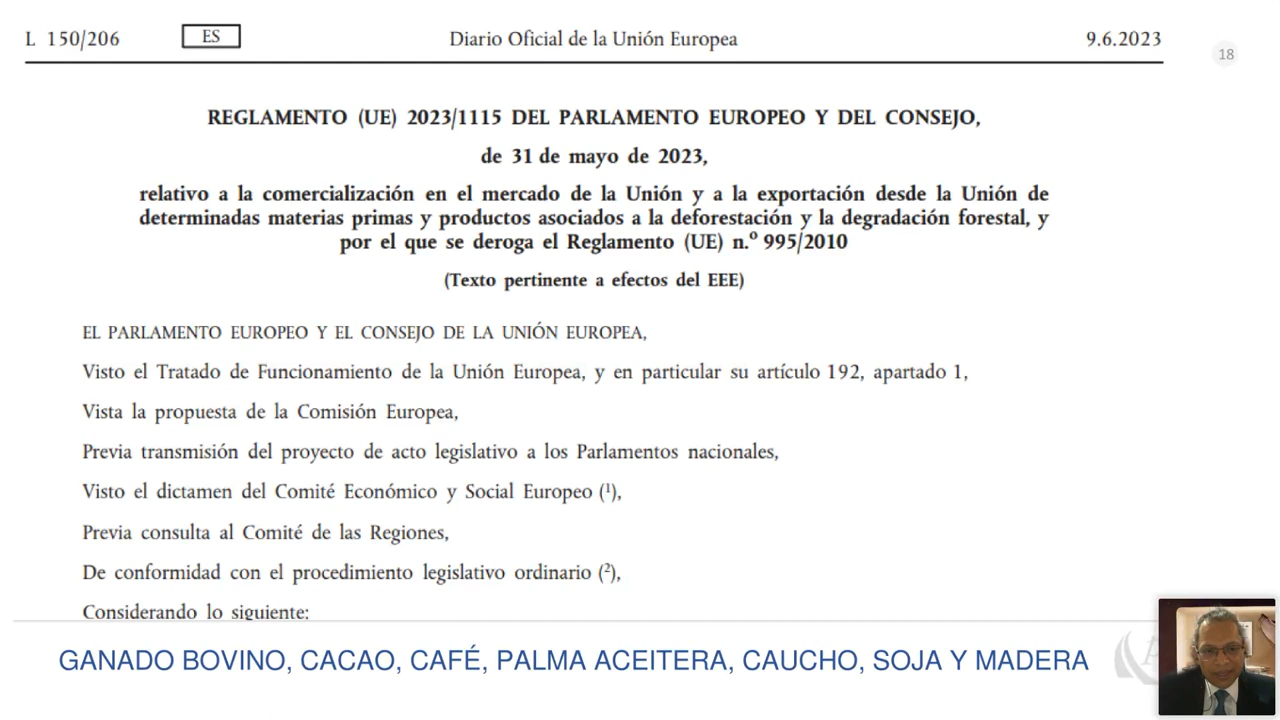 L 150/206 ES Diario Oficial de la Unión Europea 9.6.2023
18
REGLAMENTO (UE) 2023/1115 DEL PARLAMENTO EUROPEO Y DEL CONSEJO,
de 31 de mayo de 2023,
relativo a la comercialización en el mercado de la Unión y a la exportación desde la Unión de
determinadas materias primas y productos asociados a la deforestación y la degradación forestal, y
por el que se deroga el Reglamento (UE) n.º 995/2010
(Texto pertinente a efectos del EEE)
EL PARLAMENTO EUROPEO Y EL CONSEJO DE LA UNIÓN EUROPEA,
Visto el Tratado de Funcionamiento de la Unión Europea, y en particular su artículo 192, apartado 1,
Vista la propuesta de la Comisión Europea,
Previa transmisión del proyecto de acto legislativo a los Parlamentos nacionales,
Visto el dictamen del Comité Económico y Social Europeo (¹),
Previa consulta al Comité de las Regiones,
De conformidad con el procedimiento legislativo ordinario (²),
Considerando lo siguiente:
GANADO BOVINO, CACAO, CAFÉ, PALMA ACEITERA, CAUCHO, SOJA Y MADERA